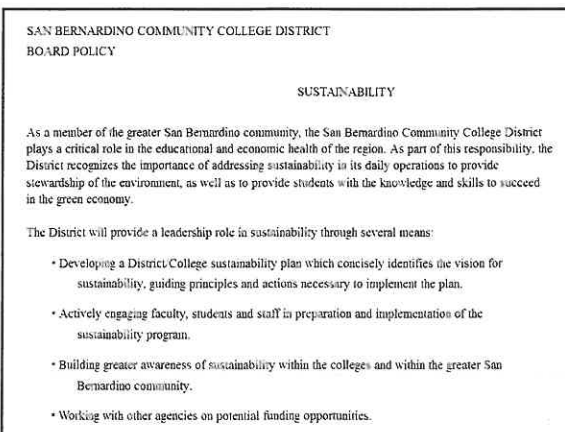 SAN BERNARDINO COMMUNITY COLLEGE DISTRICT
BOARD POLICY
SUSTAINABILITY
As a member of the greater San Bernardino community, the San Bernardino Community College District
plays a critical role in the educational and economic health of the region. As part of this responsibility, the
District recognizes the importance of addressing sustainability in its daily operations to provide
stewardship of the environment, as well as to provide students with the knowledge and skills to succeed
in the green economy.
The District will provide a leadership role in sustainability through several means:
• Developing a District/College sustainability plan which concisely identifies the vision for
sustainability, guiding principles and actions necessary to implement the plan.
• Actively engaging faculty, students and staff in preparation and implementation of the
sustainability program.
• Building greater awareness of sustainability within the colleges and within the greater San
Bernardino community.
• Working with other agencies on potential funding opportunities.